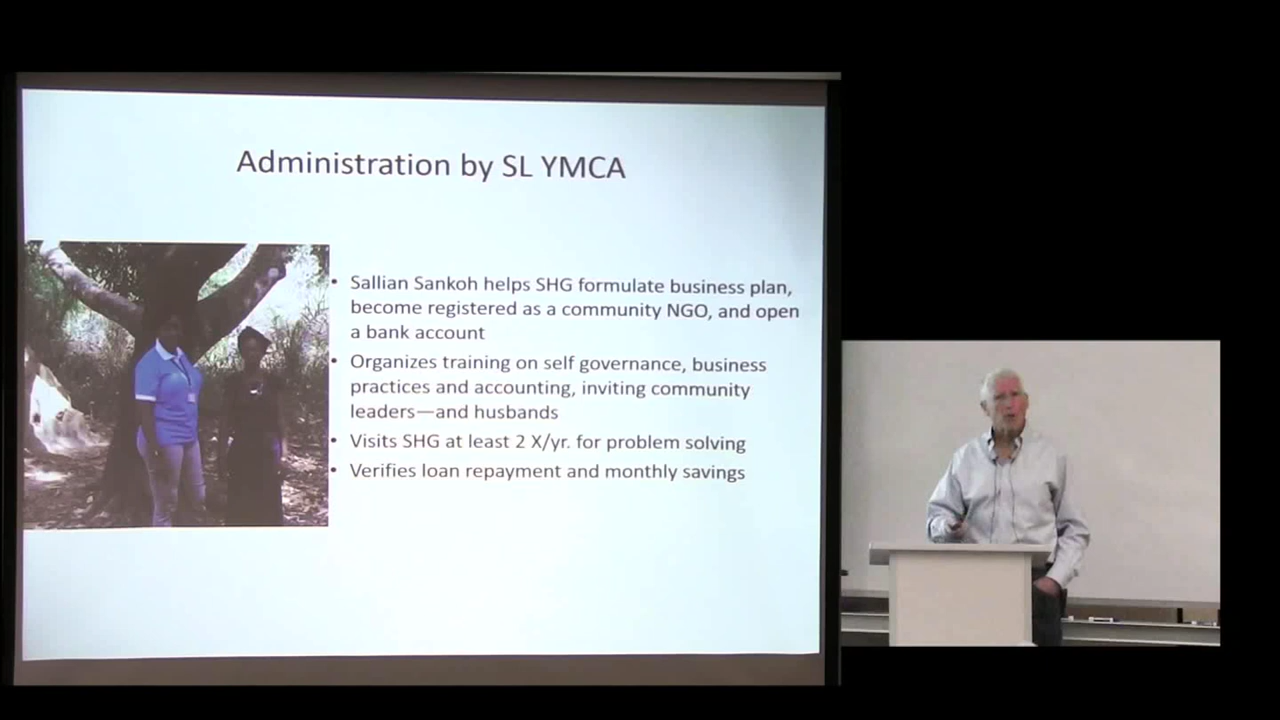 Administration by SL YMCA
• Sallian Sankoh helps SHG formulate business plan,
become registered as a community NGO, and open
a bank account
• Organizes training on self governance, business
practices and accounting, inviting community
leaders—and husbands
• Visits SHG at least 2 X/yr. for problem solving
• Verifies loan repayment and monthly savings